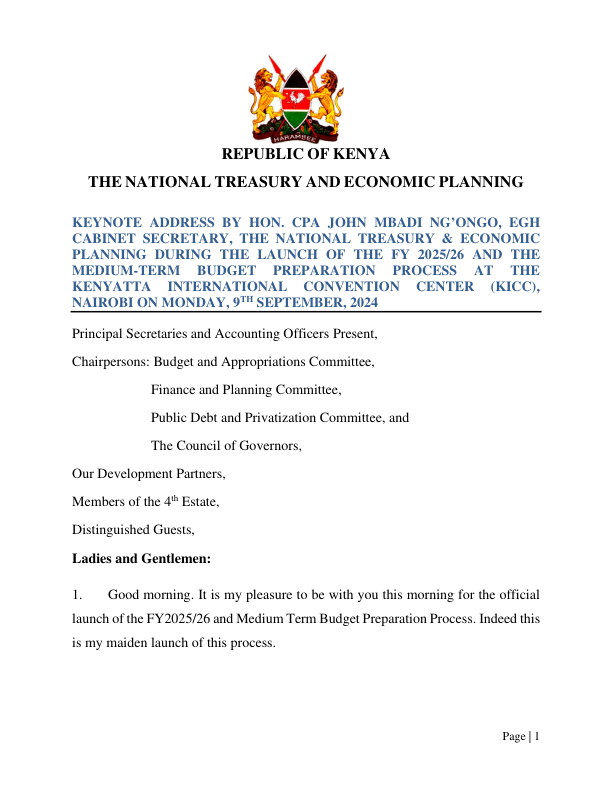 HARAMBEE
REPUBLIC OF KENYA
THE NATIONAL TREASURY AND ECONOMIC PLANNING
KEYNOTE ADDRESS BY HON. CPA JOHN MBADI NG’ONGO, EGH
CABINET SECRETARY, THE NATIONAL TREASURY & ECONOMIC
PLANNING DURING THE LAUNCH OF THE FY 2025/26 AND THE
MEDIUM-TERM BUDGET PREPARATION PROCESS AT THE
KENYATTA INTERNATIONAL CONVENTION CENTER (KICC),
NAIROBI ON MONDAY, 9TH SEPTEMBER, 2024
Principal Secretaries and Accounting Officers Present,
Chairpersons: Budget and Appropriations Committee,
Finance and Planning Committee,
Public Debt and Privatization Committee, and
The Council of Governors,
Our Development Partners,
Members of the 4th Estate,
Distinguished Guests,
Ladies and Gentlemen:
1. Good morning. It is my pleasure to be with you this morning for the official
launch of the FY2025/26 and Medium Term Budget Preparation Process. Indeed this
is my maiden launch of this process.
Page | 1